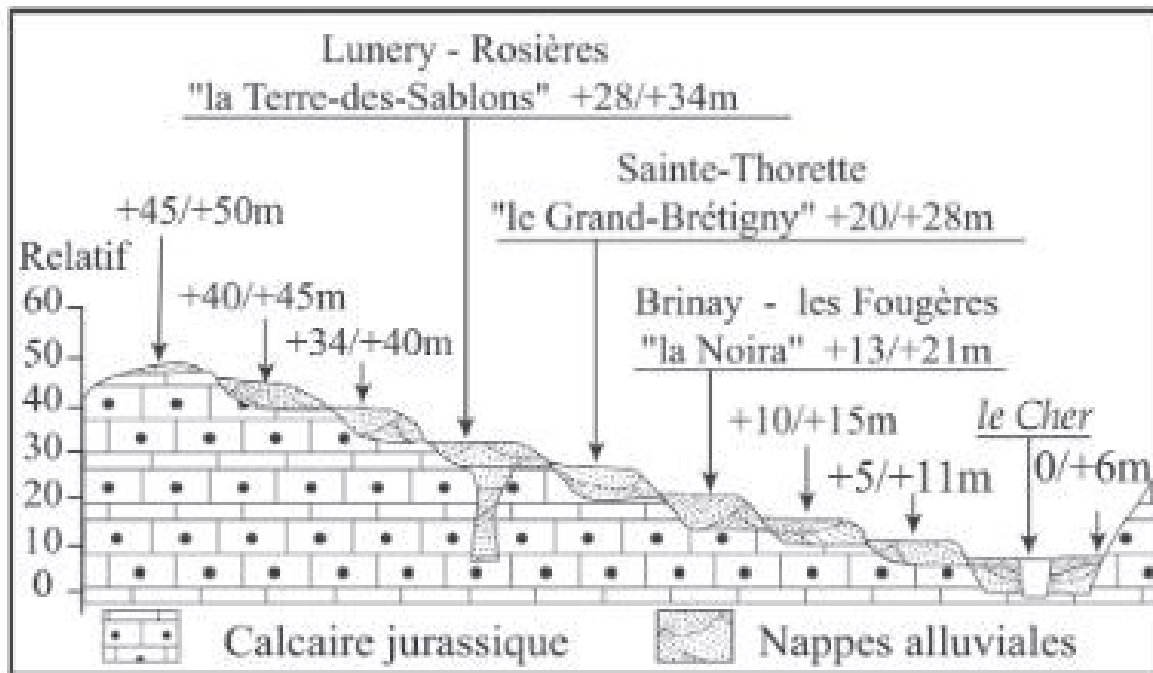 Lunery - Rosières
"la Terre-des-Sablons" +28/+34m
Sainte-Thorette
"le Grand-Brétigny" +20/+28m
+45/+50m
Relatif
+40/+45m
+34/+40m
Brinay - les Fougères
"la Noira" +13/+21m
+10/+15m
le Cher
+5/+11m
0/+6m
60
50
40
30
20
10
0
Calcaire jurassique
Nappes alluviales